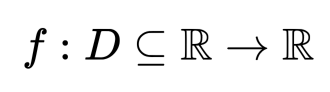 f : D ⊆ ℝ → ℝ